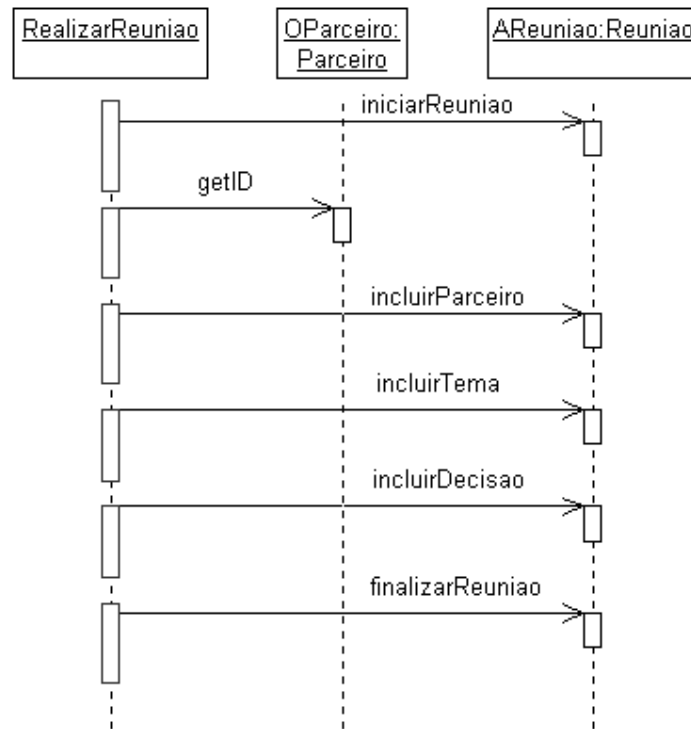 RealizarReuniao
OParceiro:
Parceiro
AReuniao:Reuniao
iniciarReuniao
getID
incluirParceiro
incluirTema
incluirDecisao
finalizarReuniao